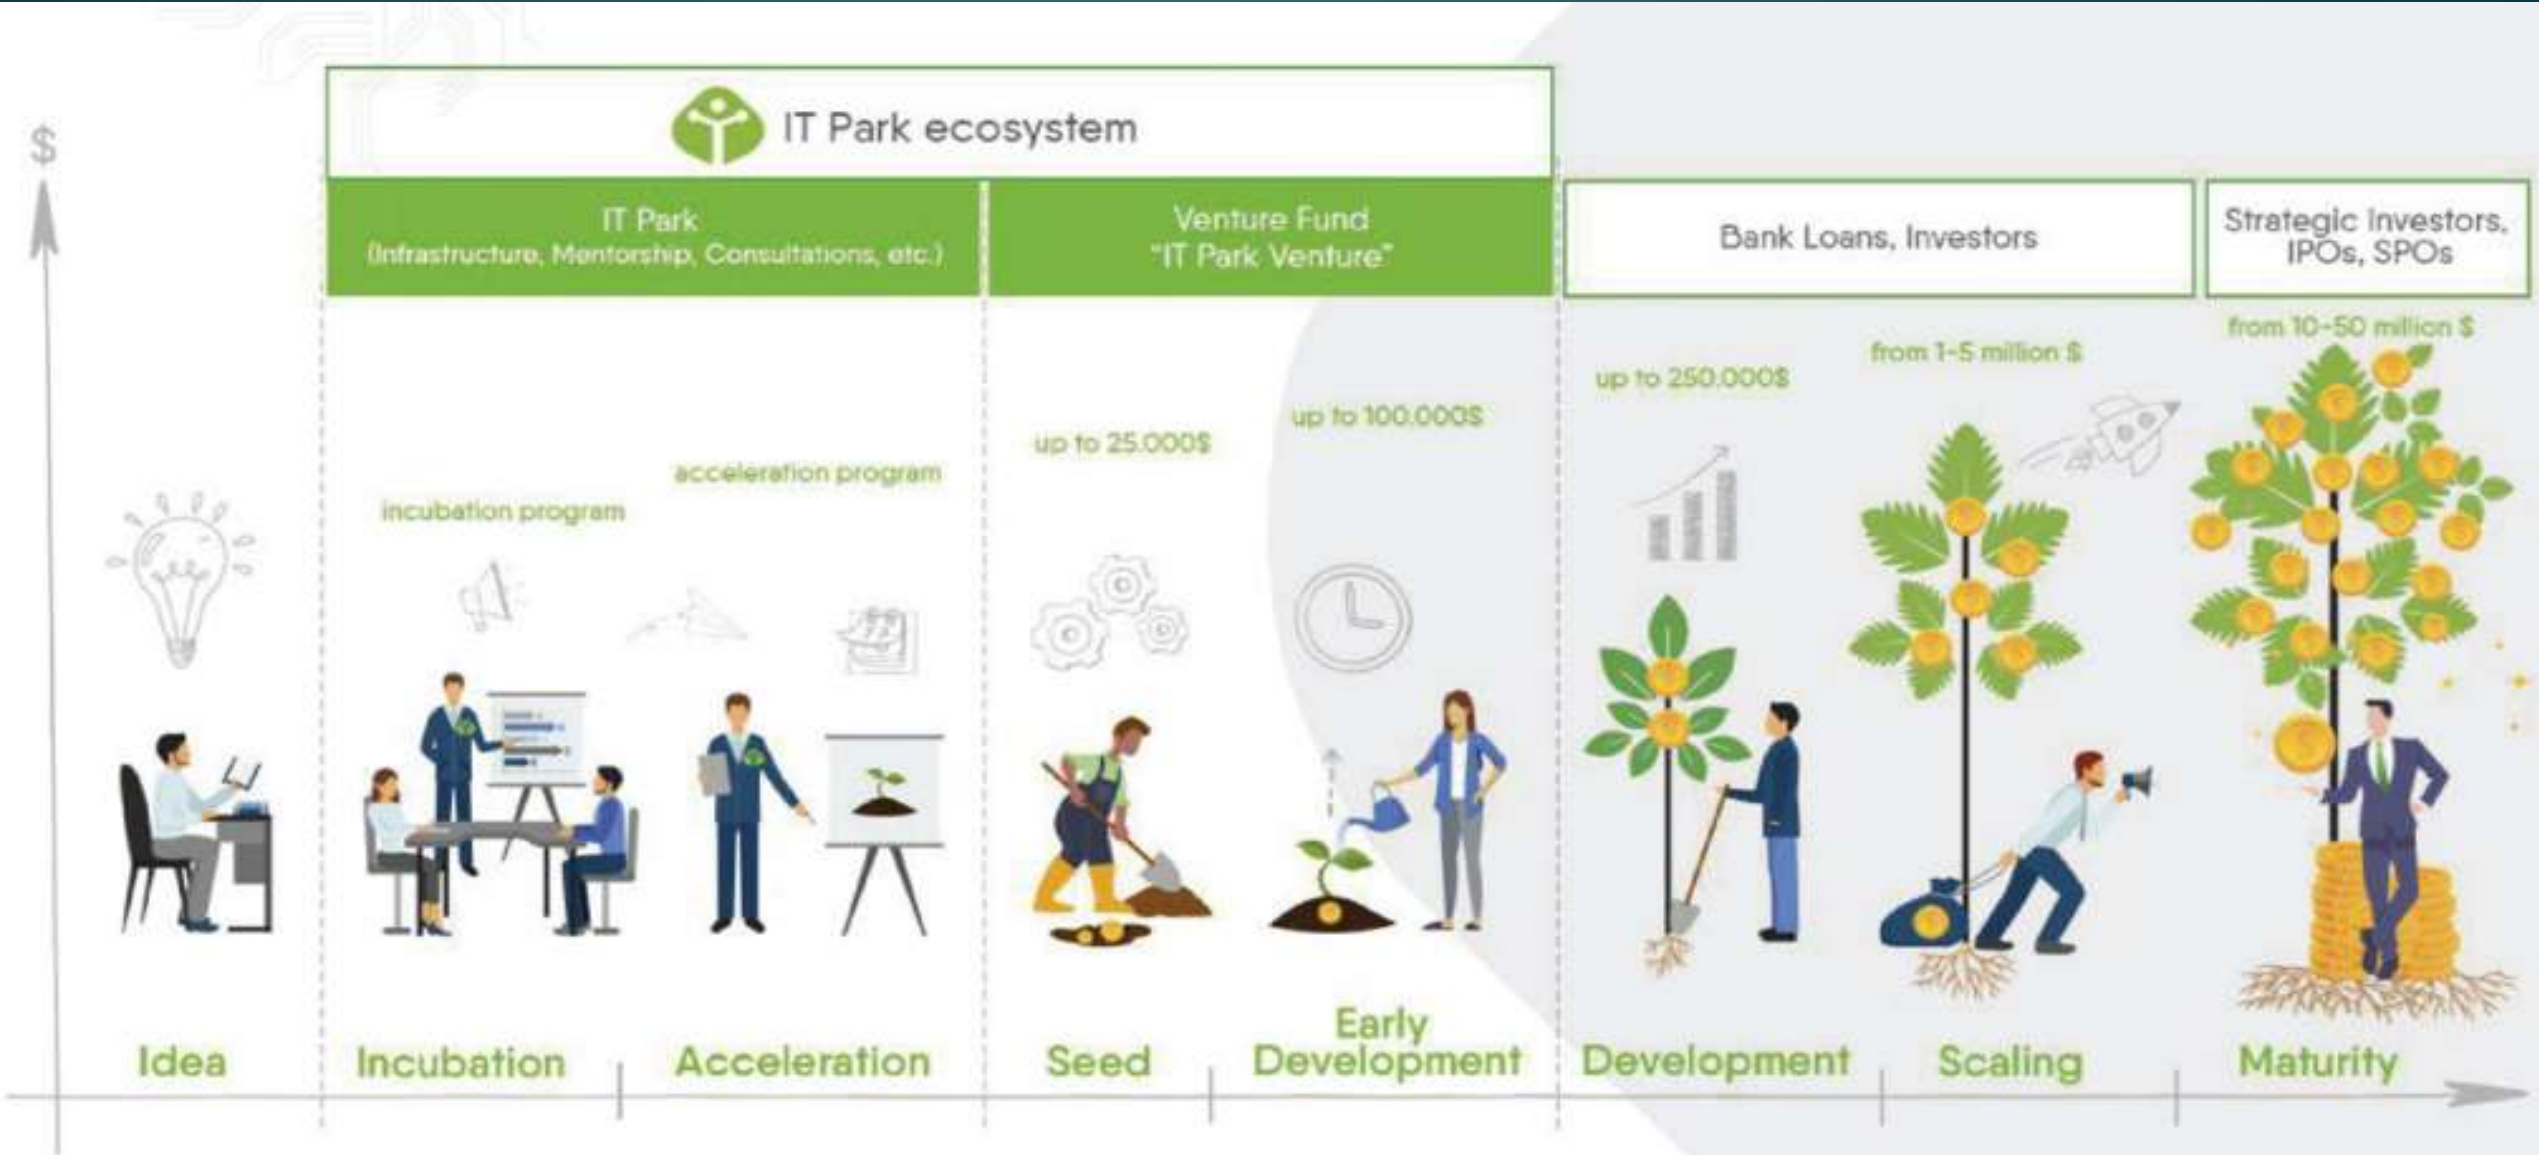 $
IT Park ecosystem
IT Park
(Infrastructure, Mentorship, Consultations, etc.)
Venture Fund
"IT Park Venture"
Bank Loans, Investors
Strategic Investors,
IPOs, SPOs
incubation program
acceleration program
up to 25.000$
up to 100.000$
up to 250.000$
from 1-5 million $
from 10-50 million $
Idea
Incubation
Acceleration
Seed
Early
Development
Development
Scaling
Maturity